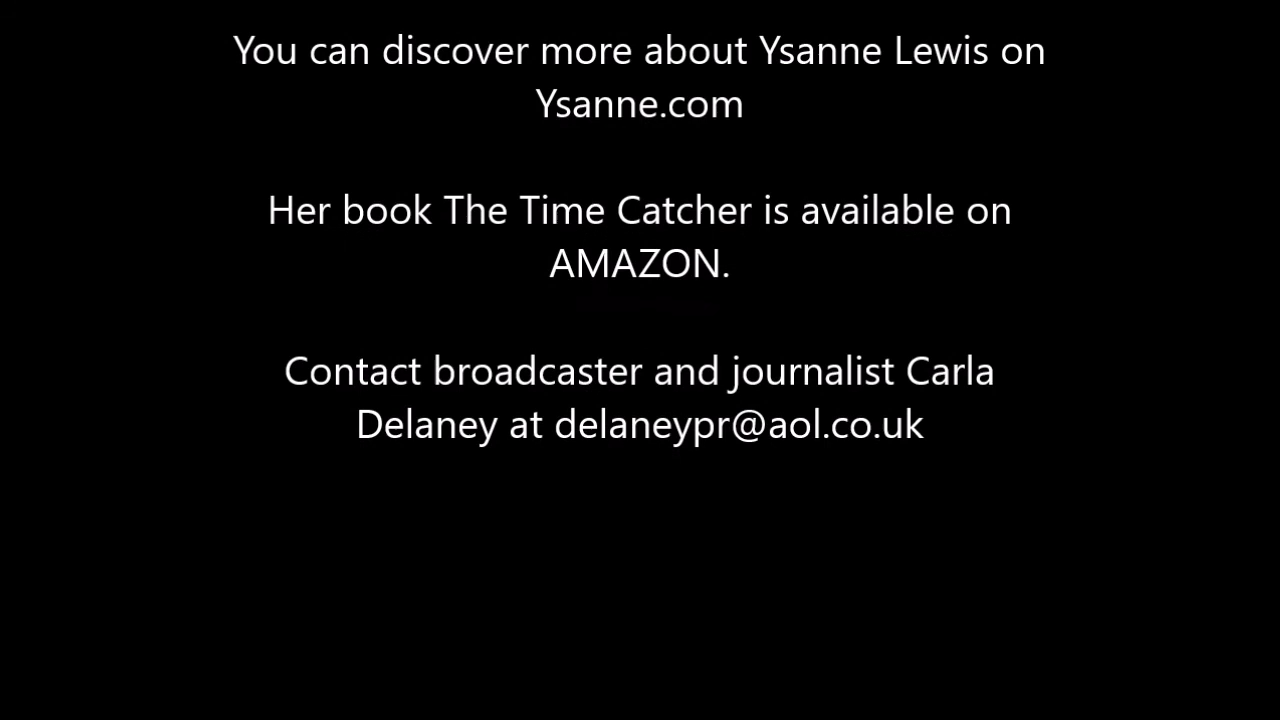 You can discover more about Ysanne Lewis on
Ysanne.com
Her book The Time Catcher is available on
AMAZON.
Contact broadcaster and journalist Carla
Delaney at delaneypr@aol.co.uk